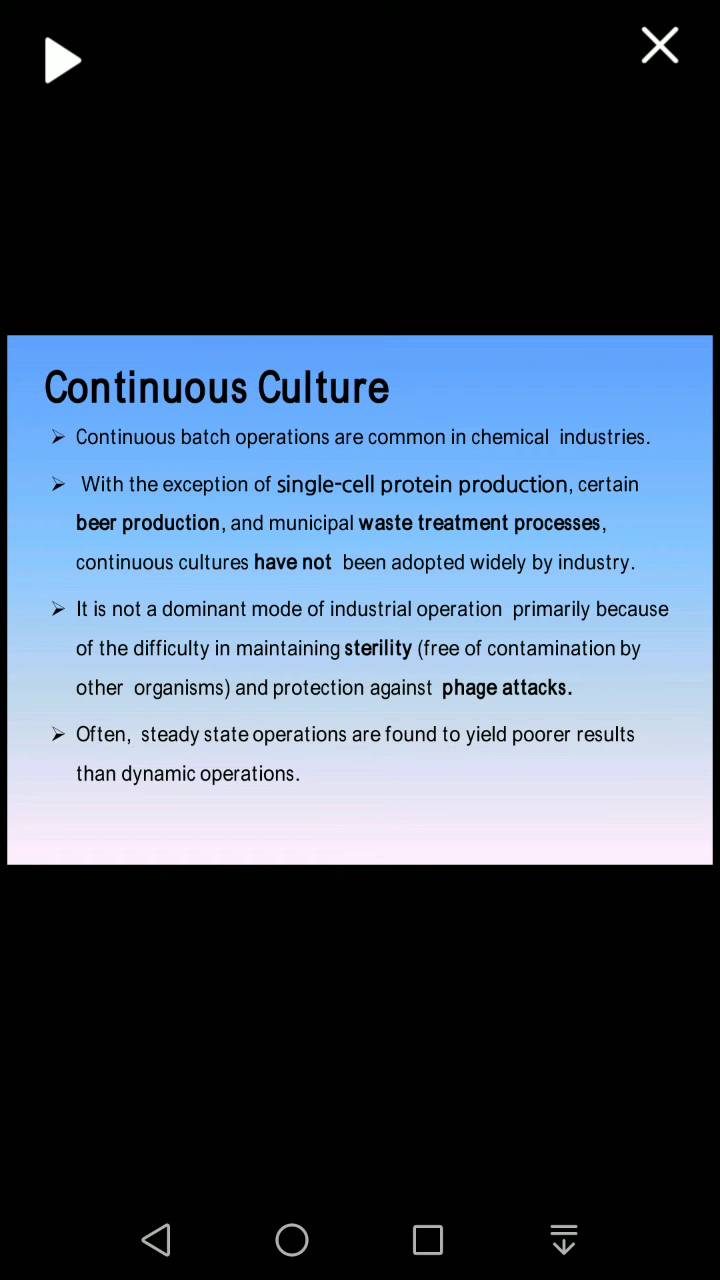 Continuous Culture
➢ Continuous batch operations are common in chemical industries.
➢ With the exception of single-cell protein production, certain
beer production, and municipal waste treatment processes,
continuous cultures have not been adopted widely by industry.
➢ It is not a dominant mode of industrial operation primarily because
of the difficulty in maintaining sterility (free of contamination by
other organisms) and protection against phage attacks.
➢ Often, steady state operations are found to yield poorer results
than dynamic operations.